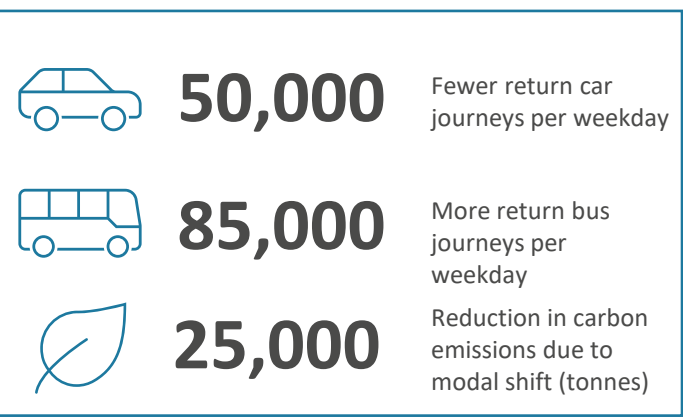 50,000
Fewer return car
journeys per weekday
85,000
More return bus
journeys per
weekday
25,000
Reduction in carbon
emissions due to
modal shift (tonnes)